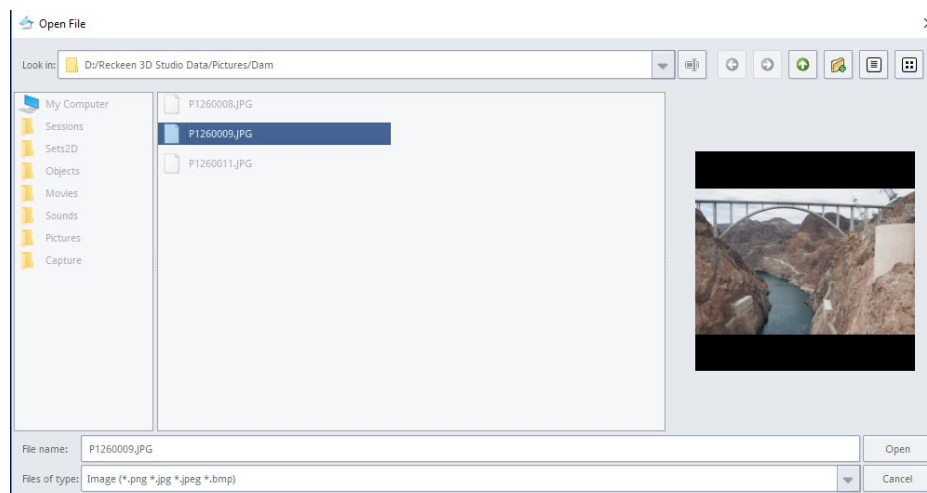 Open File
Look in: D:/Reckeen 3D Studio Data/Pictures/Dam
My Computer
Sessions
Sets2D
Objects
Movies
Sounds
Pictures
Capture
P1260008.JPG
P1260009.JPG
P1260011.JPG
File name: P1260009.JPG Open
Files of type: Image (*.png *.jpg *.jpeg *.bmp) Cancel